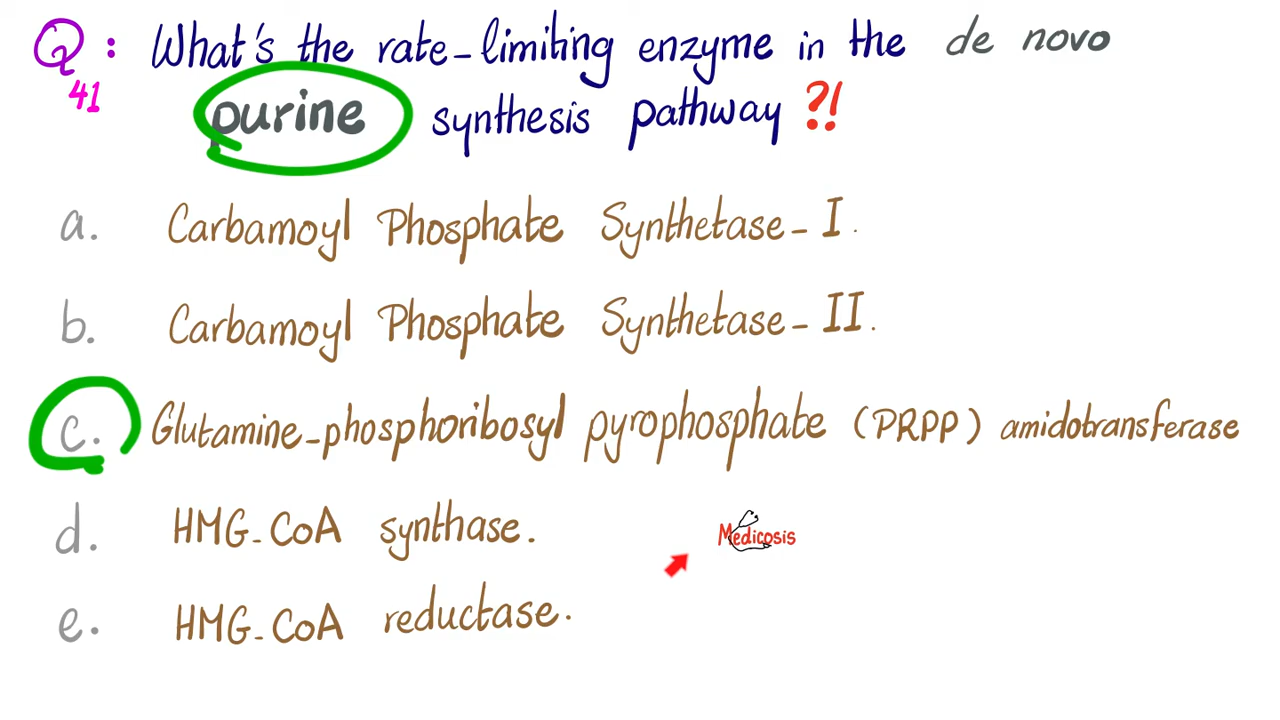 Q: What's the rate-limiting enzyme in the de novo
41 purine synthesis pathway ?!
a. Carbamoyl Phosphate Synthetase-I.
b. Carbamoyl Phosphate Synthetase-II.
c. Glutamine-phosphoribosyl pyrophosphate (PRPP) amidotransferase
d. HMG-CoA synthase.
Medicosis
e. HMG-CoA reductase.